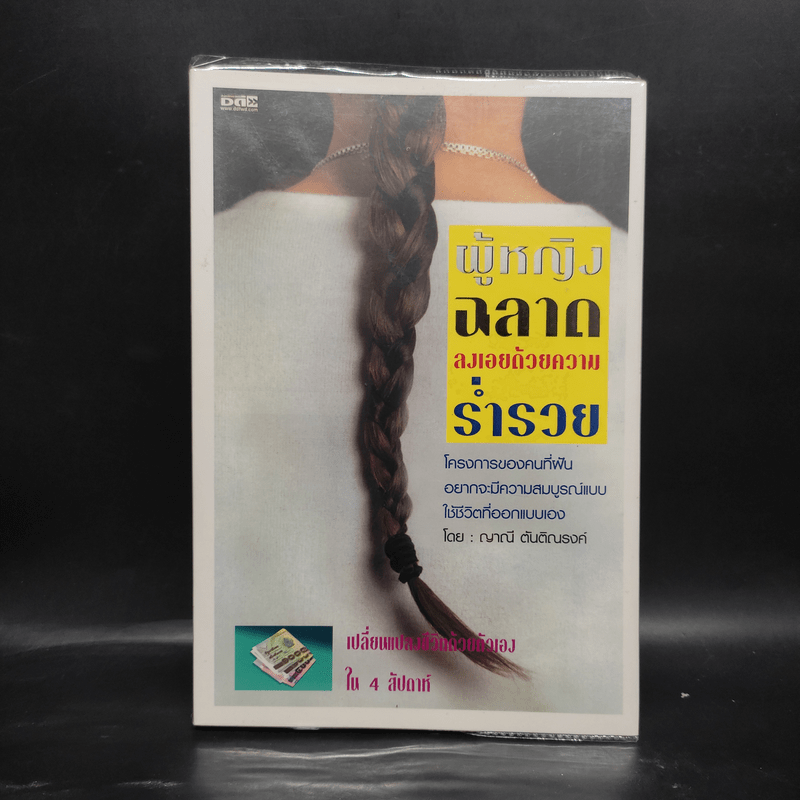 DD
ผู้หญิง
ฉลาด
ลงเอยด้วยความ
ร่ำรวย
โครงการของคนที่ฝัน
อยากจะมีความสมบูรณ์แบบ
ใช้ชีวิตที่ออกแบบเอง
โดย : ญาณี ตันติณรงค์
เปลี่ยนแปลงชีวิตด้วยตัวเอง
ใน 4 สัปดาห์